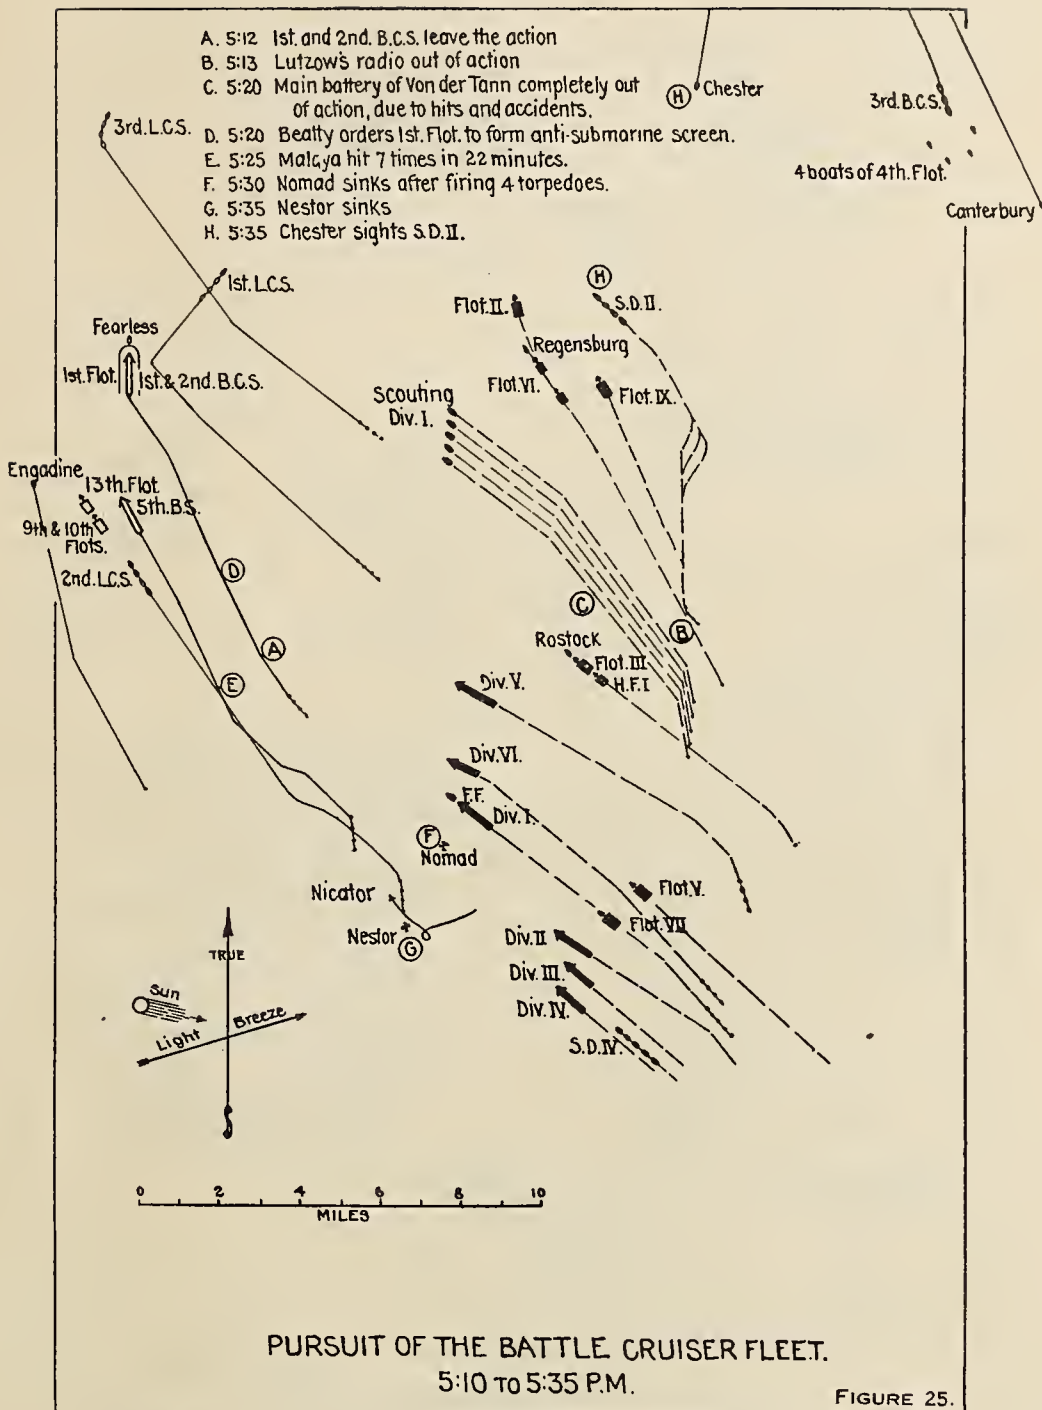 A. 5:12 1st. and 2nd. B.C.S. leave the action
B. 5:13 Lutzow's radio out of action
C. 5:20 Main battery of Von der Tann completely out
of action, due to hits and accidents.
D. 5:20 Beatty orders 1st. Flot. to form anti-submarine screen.
E. 5:25 Malaya hit 7 times in 22 minutes.
F. 5:30 Nomad sinks after firing 4 torpedoes.
G. 5:35 Nestor sinks
H. 5:35 Chester sights S.D.II.
H Chester
3rd. B.C.S.
4 boats of 4th. Flot.
Canterbury
3rd. L.C.S.
1st. L.C.S.
Fearless
1st. Flot.
1st. & 2nd. B.C.S.
H
S.D.II.
Flot. II.
Regensburg
Flot. VI.
Flot. IX.
Scouting
Div. I.
Engadine
13th. Flot.
5th. B.S.
9th & 10th
Flots.
2nd. L.C.S.
D
A
E
C
B
Rostock
Flot. III
H.F. I
Div. V.
Div. VI.
F.F.
Div. I.
F
Nomad
Nicator
Nestor
G
Flot. V.
Flot. VII
Div. II
Div. III.
Div. IV.
S.D. IV.
TRUE
Sun
Light Breeze
S
0 2 4 6 8 10
MILES
PURSUIT OF THE BATTLE CRUISER FLEET.
5:10 TO 5:35 P.M.
FIGURE 25.